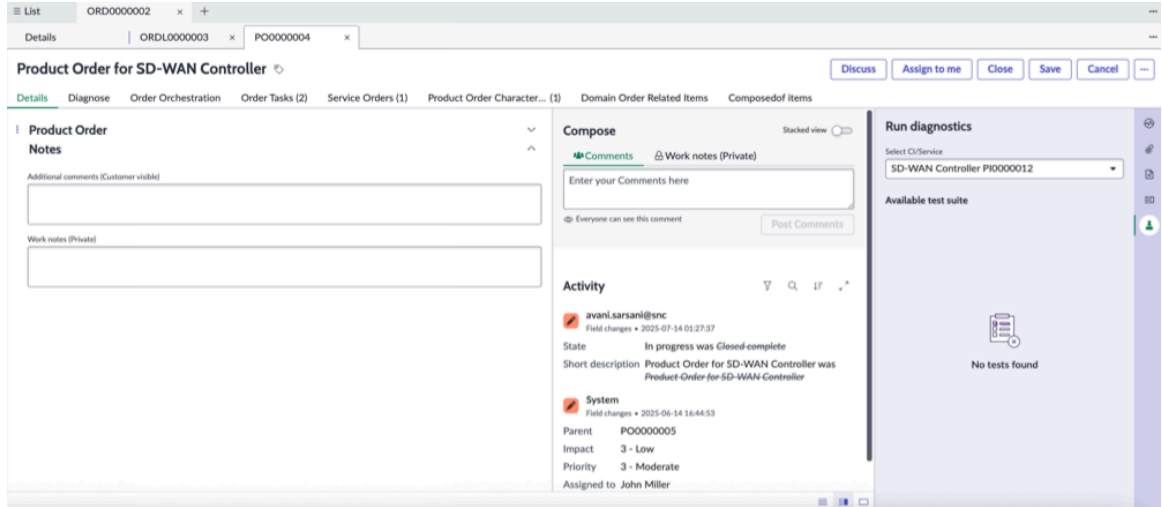 List
ORD0000002
Details
ORDL0000003
PO0000004
Product Order for SD-WAN Controller
Discuss
Assign to me
Close
Save
Cancel
Details
Diagnose
Order Orchestration
Order Tasks (2)
Service Orders (1)
Product Order Character... (1)
Domain Order Related Items
Composedof items
Product Order
Notes
Additional comments (Customer visible)
Work notes (Private)
Compose
Stacked view
Comments
Work notes (Private)
Enter your Comments here
Everyone can see this comment
Post Comments
Activity
avani.sarsani@snc
Field changes • 2025-07-14 01:27:37
State In progress was Closed complete
Short description Product Order for SD-WAN Controller was
Product Order for SD-WAN Controller
System
Field changes • 2025-06-14 16:44:53
Parent PO0000005
Impact 3 - Low
Priority 3 - Moderate
Assigned to John Miller
Run diagnostics
Select CI/Service
SD-WAN Controller PI0000012
Available test suite
No tests found